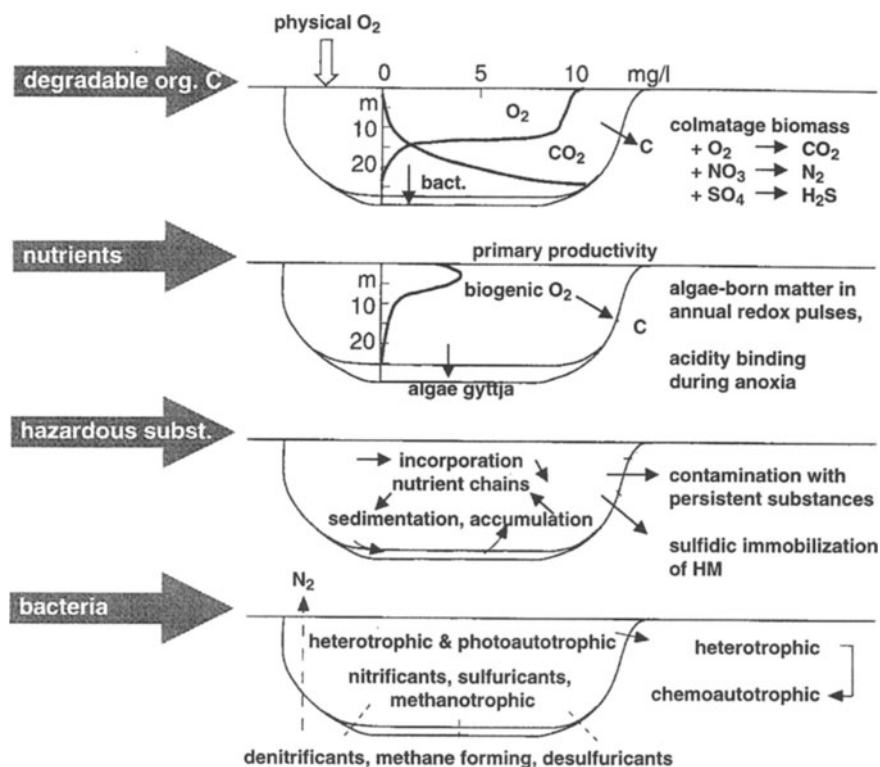 physical O₂
degradable org. C
0 5 10 mg/l
m
10
20
O₂
CO₂
bact.
C
colmatage biomass
+ O₂ → CO₂
+ NO₃ → N₂
+ SO₄ → H₂S
nutrients
primary productivity
m
10
20
biogenic O₂
C
algae gyttja
algae-born matter in
annual redox pulses,
acidity binding
during anoxia
hazardous subst.
incorporation
nutrient chains
sedimentation, accumulation
contamination with
persistent substances
sulfidic immobilization
of HM
bacteria
N₂
heterotrophic & photoautotrophic
nitrificants, sulfuricants,
methanotrophic
denitrificants, methane forming, desulfuricants
heterotrophic
chemoautotrophic